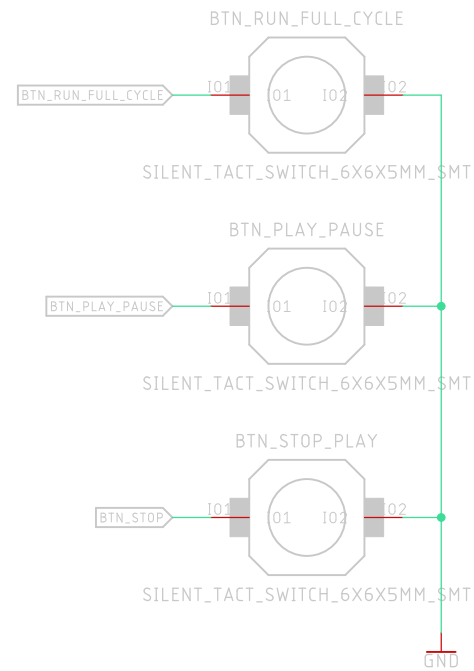 BTN_RUN_FULL_CYCLE
IO1 IO2
BTN_RUN_FULL_CYCLE IO1 IO2
SILENT_TACT_SWITCH_6X6X5MM_SMT
BTN_PLAY_PAUSE
IO1 IO2
BTN_PLAY_PAUSE IO1 IO2
SILENT_TACT_SWITCH_6X6X5MM_SMT
BTN_STOP_PLAY
IO1 IO2
BTN_STOP IO1 IO2
SILENT_TACT_SWITCH_6X6X5MM_SMT
GND